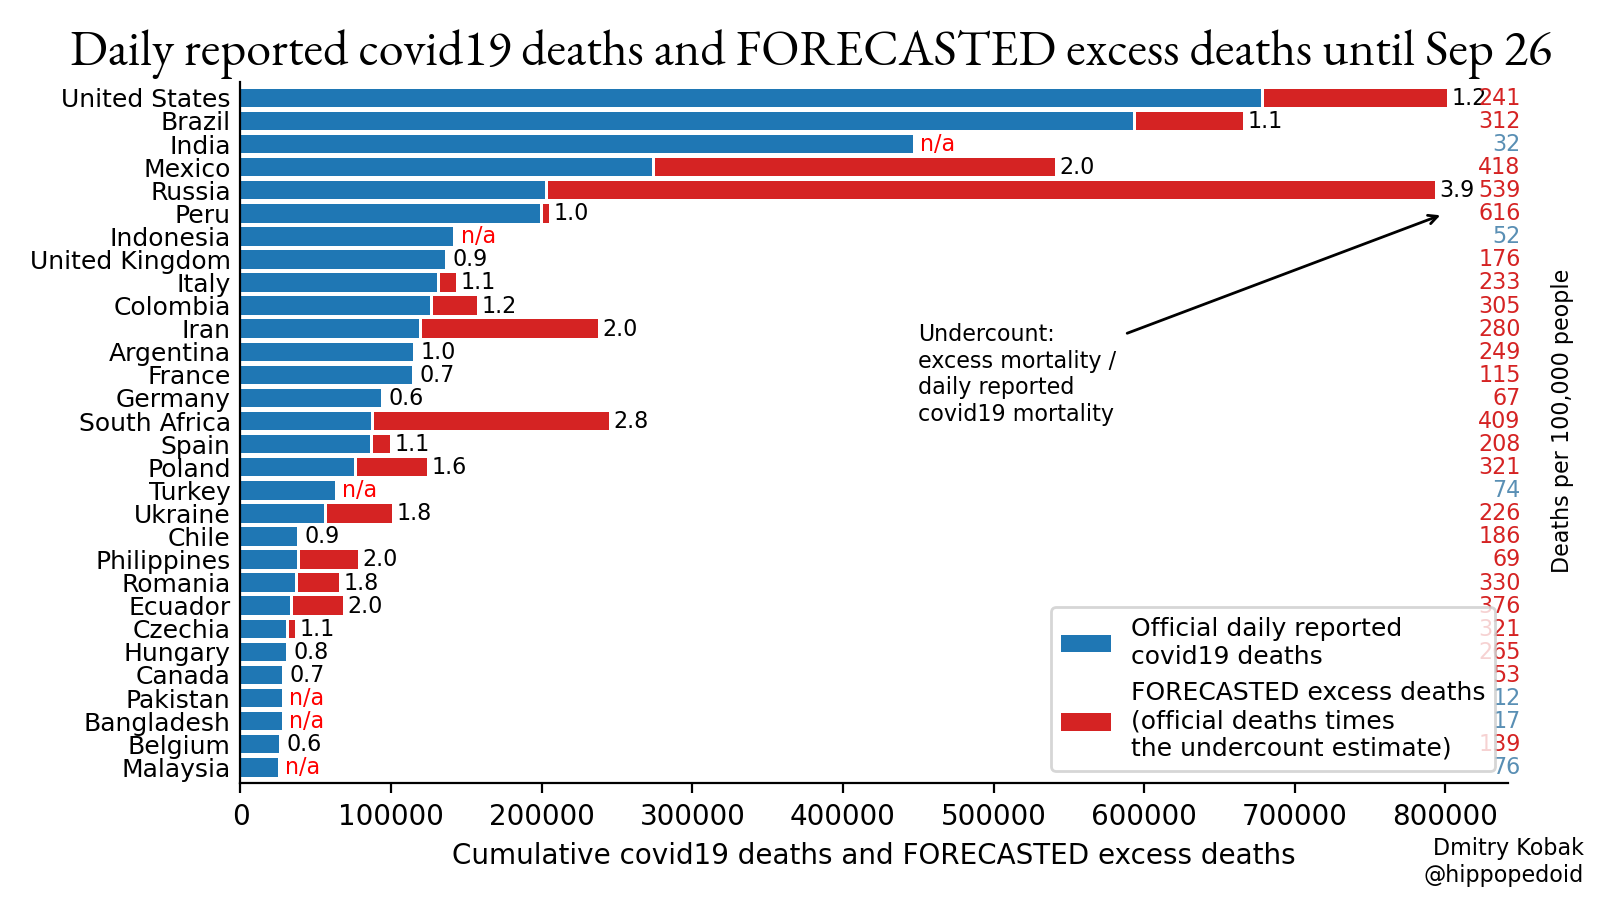 Daily reported covid19 deaths and FORECASTED excess deaths until Sep 26
United States 1.2 241
Brazil 1.1 312
India n/a 32
Mexico 2.0 418
Russia 3.9 539
Peru 1.0 616
Indonesia n/a 52
United Kingdom 0.9 176
Italy 1.1 233
Colombia 1.2 305
Iran 2.0 280
Argentina 1.0 249
France 0.7 115
Germany 0.6 67
South Africa 2.8 409
Spain 1.1 208
Poland 1.6 321
Turkey n/a 74
Ukraine 1.8 226
Chile 0.9 186
Philippines 2.0 69
Romania 1.8 330
Ecuador 2.0 376
Czechia 1.1 321
Hungary 0.8 265
Canada 0.7 53
Pakistan n/a 12
Bangladesh n/a 17
Belgium 0.6 139
Malaysia n/a 76
Undercount:
excess mortality /
daily reported
covid19 mortality
Deaths per 100,000 people
Official daily reported
covid19 deaths
FORECASTED excess deaths
(official deaths times
the undercount estimate)
0 100000 200000 300000 400000 500000 600000 700000 800000
Cumulative covid19 deaths and FORECASTED excess deaths
Dmitry Kobak
@hippopedoid